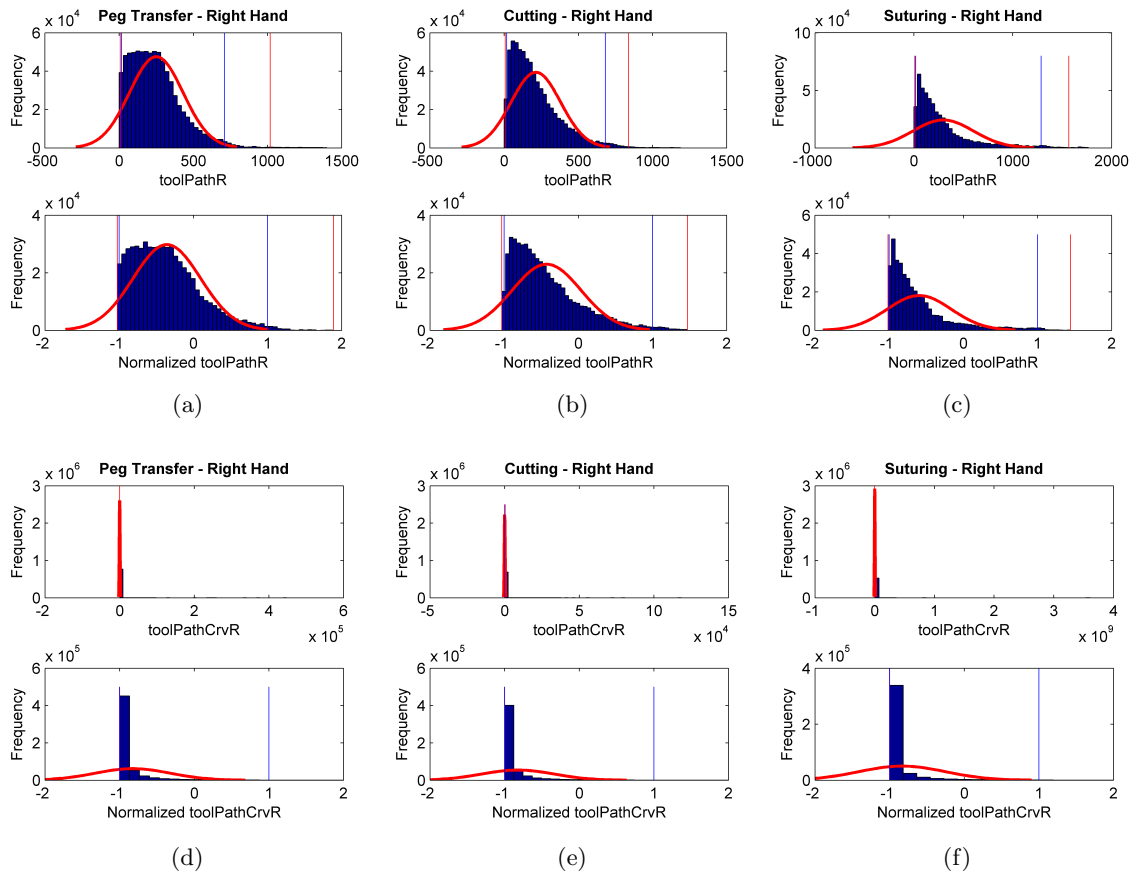 Peg Transfer - Right Hand
x 10^4
Frequency
6
4
2
0
-500 0 500 1000 1500
toolPathR
x 10^4
Frequency
4
2
0
-2 -1 0 1 2
Normalized toolPathR
(a)
Cutting - Right Hand
x 10^4
Frequency
6
4
2
0
-500 0 500 1000 1500
toolPathR
x 10^4
Frequency
4
2
0
-2 -1 0 1 2
Normalized toolPathR
(b)
Suturing - Right Hand
x 10^4
Frequency
10
5
0
-1000 0 1000 2000
toolPathR
x 10^4
Frequency
6
4
2
0
-2 -1 0 1 2
Normalized toolPathR
(c)
Peg Transfer - Right Hand
x 10^6
Frequency
3
2
1
0
-2 0 2 4 6
toolPathCrvR
x 10^5
x 10^5
Frequency
6
4
2
0
-2 -1 0 1 2
Normalized toolPathCrvR
(d)
Cutting - Right Hand
x 10^6
Frequency
3
2
1
0
-5 0 5 10 15
toolPathCrvR
x 10^4
x 10^5
Frequency
6
4
2
0
-2 -1 0 1 2
Normalized toolPathCrvR
(e)
Suturing - Right Hand
x 10^6
Frequency
3
2
1
0
-1 0 1 2 3 4
toolPathCrvR
x 10^9
x 10^5
Frequency
4
2
0
-2 -1 0 1 2
Normalized toolPathCrvR
(f)